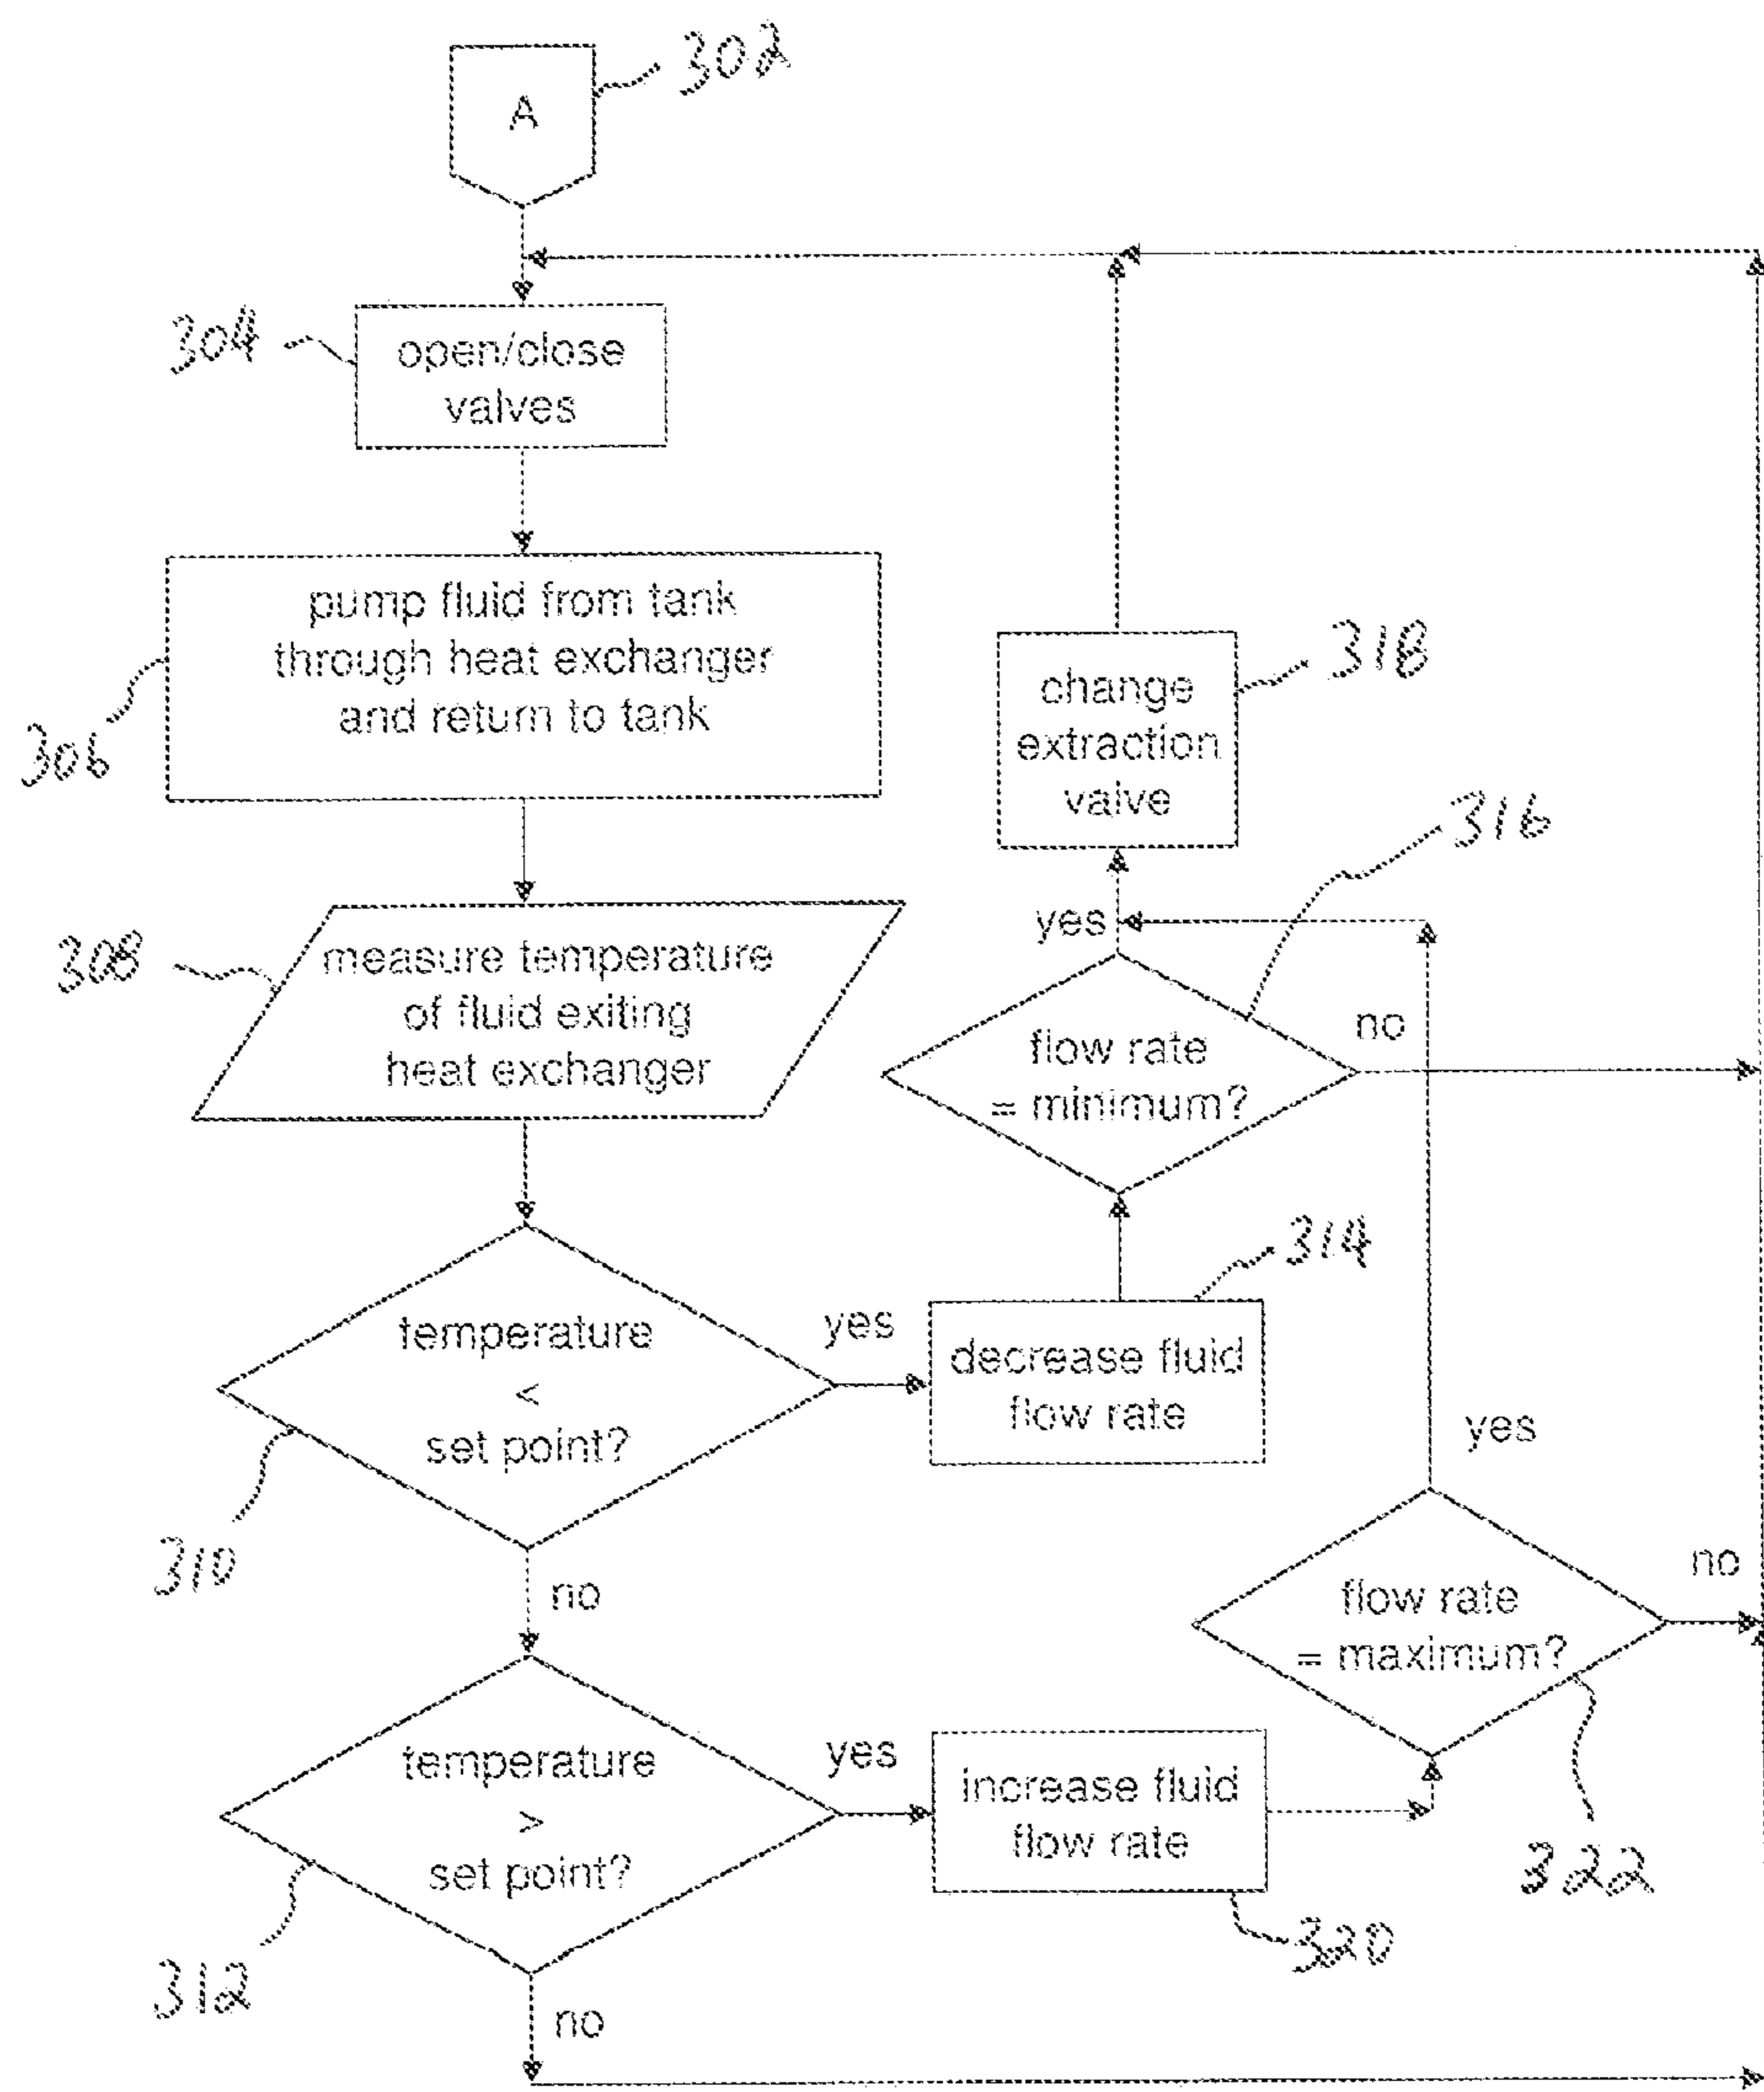 302
A
304
open/close
valves
306
pump fluid from tank
through heat exchanger
and return to tank
308
measure temperature
of fluid exiting
heat exchanger
310
temperature
<
set point?
yes
no
314
decrease fluid
flow rate
316
flow rate
= minimum?
yes
no
318
change
extraction
valve
312
temperature
>
set point?
yes
no
320
increase fluid
flow rate
322
flow rate
= maximum?
yes
no